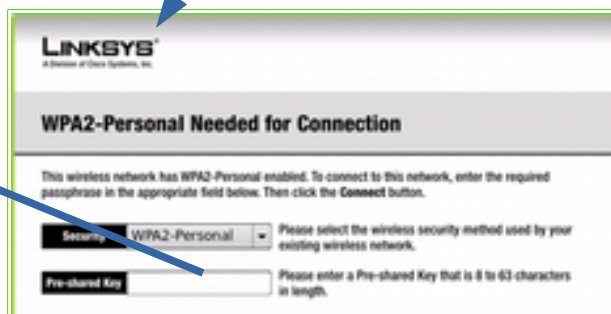 LINKSYS®
A Division of Cisco Systems, Inc.
WPA2-Personal Needed for Connection
This wireless network has WPA2-Personal enabled. To connect to this network, enter the required
passphrase in the appropriate field below. Then click the Connect button.
Security WPA2-Personal Please select the wireless security method used by your
existing wireless network.
Pre-shared Key Please enter a Pre-shared Key that is 8 to 63 characters
in length.